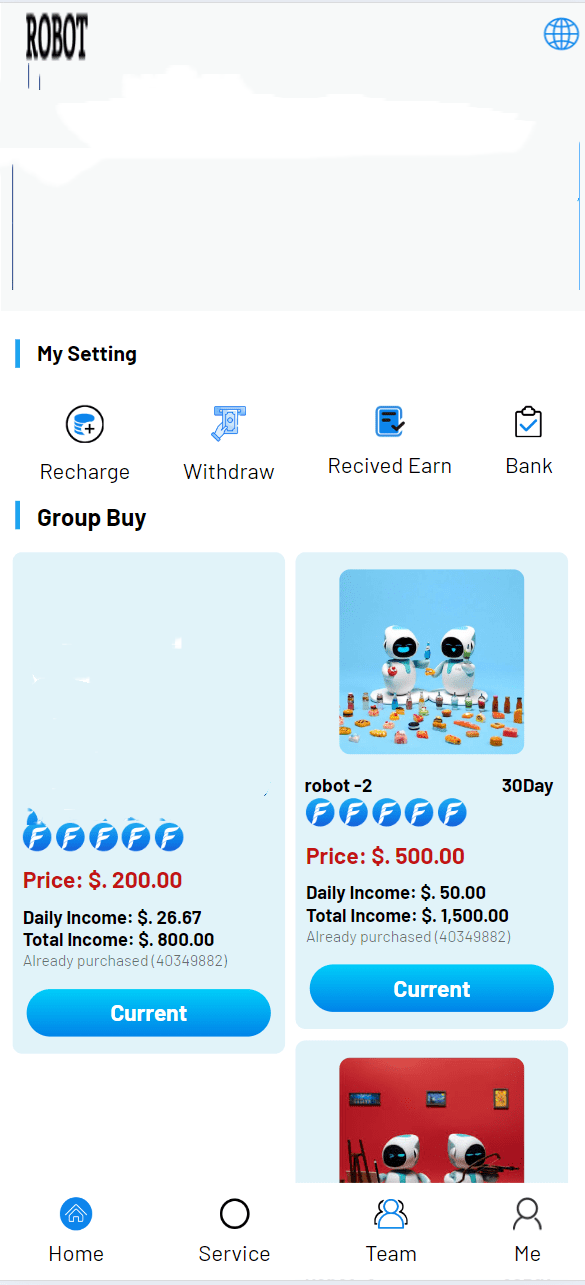 ROBOT
My Setting
Recharge
Withdraw
Recived Earn
Bank
Group Buy
Price: $. 200.00
Daily Income: $. 26.67
Total Income: $. 800.00
Already purchased (40349882)
Current
robot -2 30Day
Price: $. 500.00
Daily Income: $. 50.00
Total Income: $. 1,500.00
Already purchased (40349882)
Current
Home
Service
Team
Me